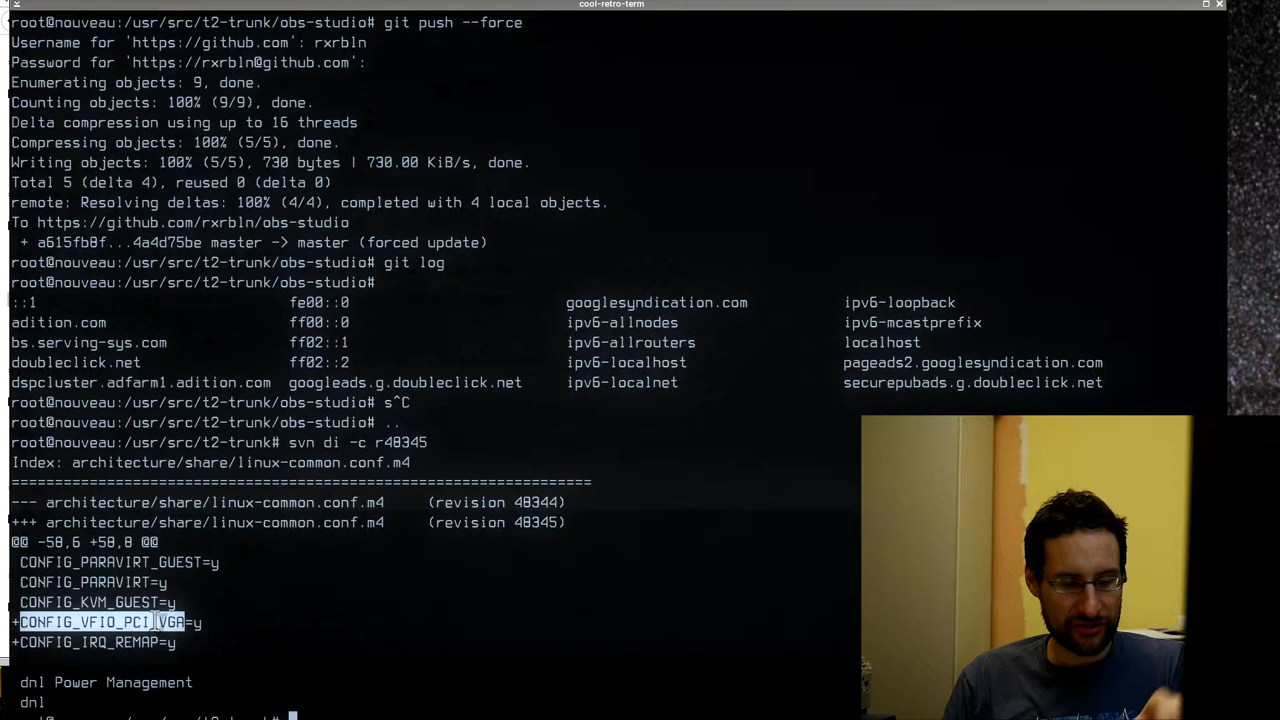 cool-retro-term
root@nouveau:/usr/src/t2-trunk/obs-studio# git push --force
Username for 'https://github.com': rxrbln
Password for 'https://rxrbln@github.com':
Enumerating objects: 9, done.
Counting objects: 100% (9/9), done.
Delta compression using up to 16 threads
Compressing objects: 100% (5/5), done.
Writing objects: 100% (5/5), 730 bytes | 730.00 KiB/s, done.
Total 5 (delta 4), reused 0 (delta 0)
remote: Resolving deltas: 100% (4/4), completed with 4 local objects.
To https://github.com/rxrbln/obs-studio
+ a615fb8f...4a4d75be master -> master (forced update)
root@nouveau:/usr/src/t2-trunk/obs-studio# git log
root@nouveau:/usr/src/t2-trunk/obs-studio#
::1 fe00::0 googlesyndication.com ipv6-loopback
adition.com ff00::0 ipv6-allnodes ipv6-mcastprefix
bs.serving-sys.com ff02::1 ipv6-allrouters localhost
doubleclick.net ff02::2 ipv6-localhost pageads2.googlesyndication.com
dspcluster.adfarm1.adition.com googleads.g.doubleclick.net ipv6-localnet securepubads.g.doubleclick.net
root@nouveau:/usr/src/t2-trunk/obs-studio# s^C
root@nouveau:/usr/src/t2-trunk/obs-studio# ..
root@nouveau:/usr/src/t2-trunk# svn di -c r48345
Index: architecture/share/linux-common.conf.m4
===================================================================
--- architecture/share/linux-common.conf.m4 (revision 48344)
+++ architecture/share/linux-common.conf.m4 (revision 48345)
@@ -58,6 +58,8 @@
CONFIG_PARAVIRT_GUEST=y
CONFIG_PARAVIRT=y
CONFIG_KVM_GUEST=y
+CONFIG_VFIO_PCI_VGA=y
+CONFIG_IRQ_REMAP=y
dnl Power Management
dnl